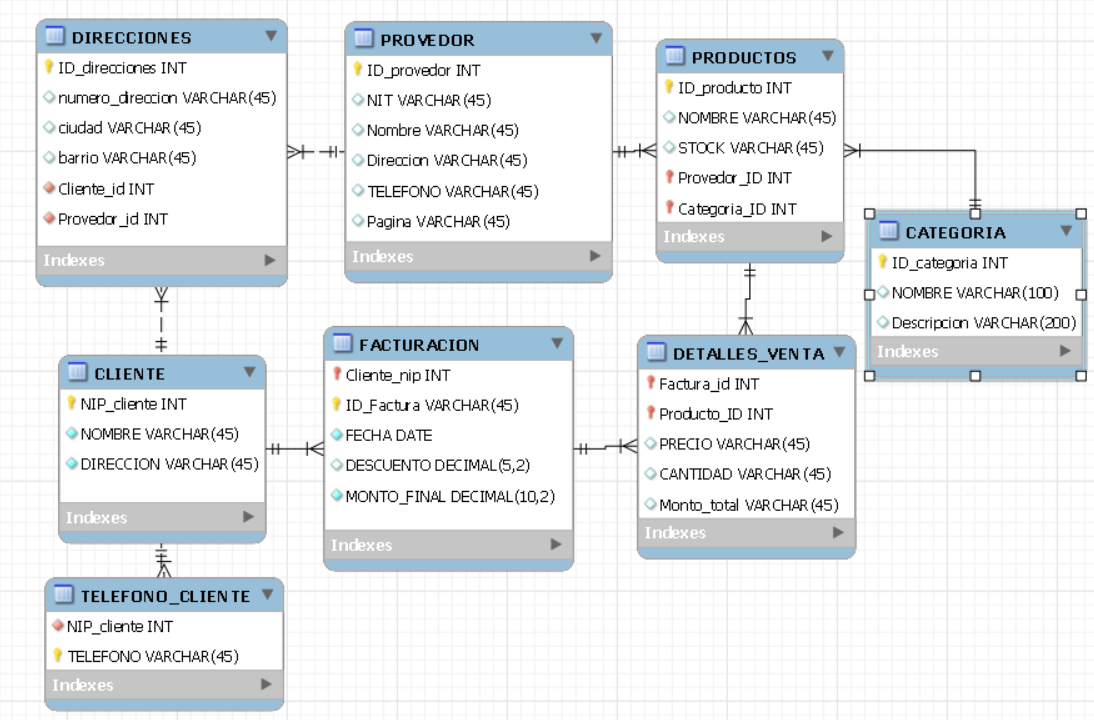 DIRECCIONES
ID_direcciones INT
numero_direccion VARCHAR(45)
ciudad VARCHAR(45)
barrio VARCHAR(45)
Cliente_id INT
Provedor_id INT
Indexes
PROVEDOR
ID_provedor INT
NIT VARCHAR(45)
Nombre VARCHAR(45)
Direccion VARCHAR(45)
TELEFONO VARCHAR(45)
Pagina VARCHAR(45)
Indexes
PRODUCTOS
ID_producto INT
NOMBRE VARCHAR(45)
STOCK VARCHAR(45)
Provedor_ID INT
Categoria_ID INT
Indexes
CATEGORIA
ID_categoria INT
NOMBRE VARCHAR(100)
Descripcion VARCHAR(200)
Indexes
CLIENTE
NIP_cliente INT
NOMBRE VARCHAR(45)
DIRECCION VARCHAR(45)
Indexes
FACTURACION
Cliente_nip INT
ID_Factura VARCHAR(45)
FECHA DATE
DESCUENTO DECIMAL(5,2)
MONTO_FINAL DECIMAL(10,2)
Indexes
DETALLES_VENTA
Factura_id INT
Producto_ID INT
PRECIO VARCHAR(45)
CANTIDAD VARCHAR(45)
Monto_total VARCHAR(45)
Indexes
TELEFONO_CLIENTE
NIP_cliente INT
TELEFONO VARCHAR(45)
Indexes